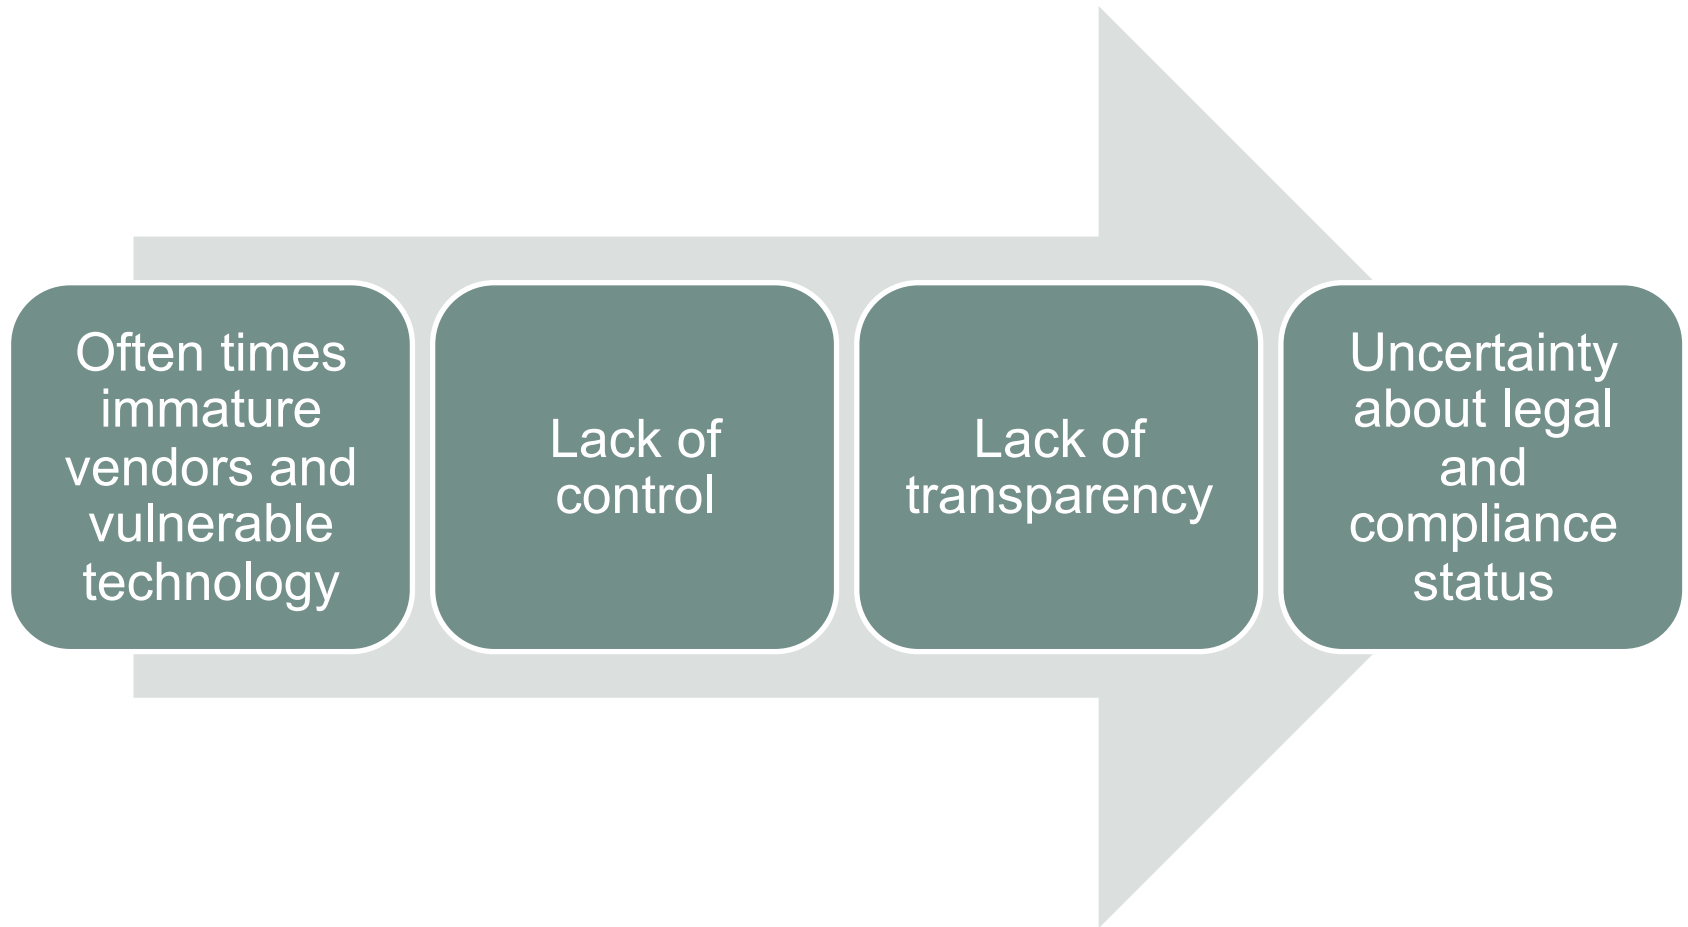 Often times
immature
vendors and
vulnerable
technology
Lack of
control
Lack of
transparency
Uncertainty
about legal
and
compliance
status